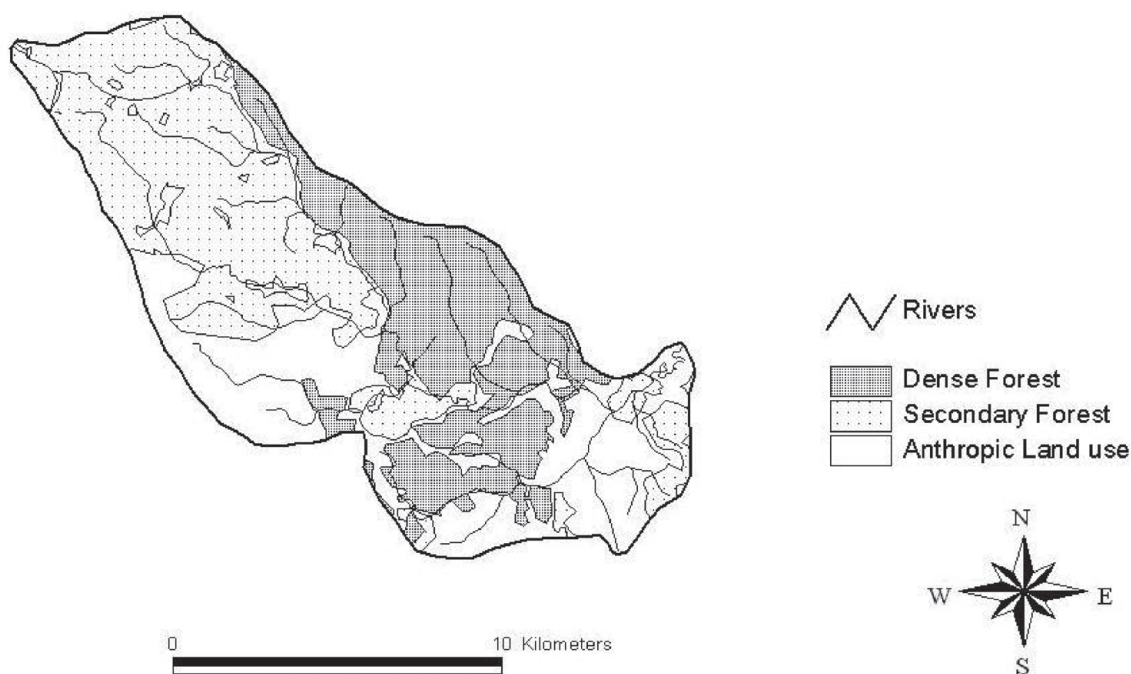 Rivers
Dense Forest
Secondary Forest
Anthropic Land use
N
W
E
S
0
10 Kilometers